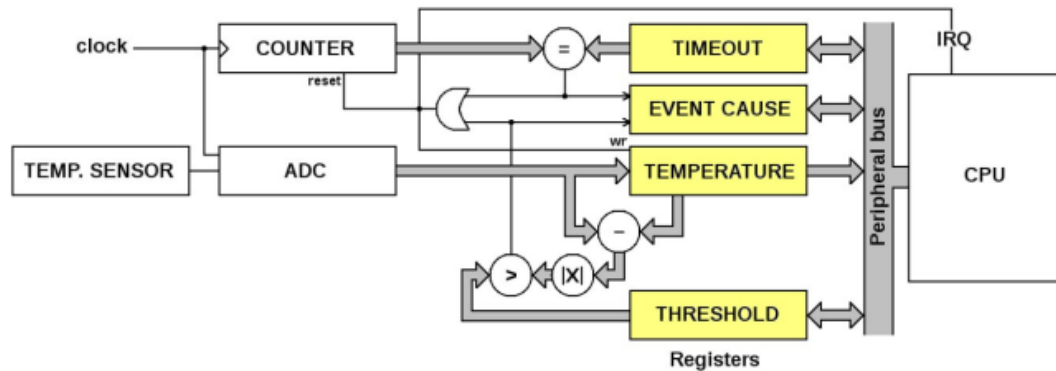 clock
COUNTER
=
TIMEOUT
IRQ
reset
EVENT CAUSE
wr
TEMP. SENSOR
ADC
TEMPERATURE
Peripheral bus
CPU
−
>
|X|
THRESHOLD
Registers